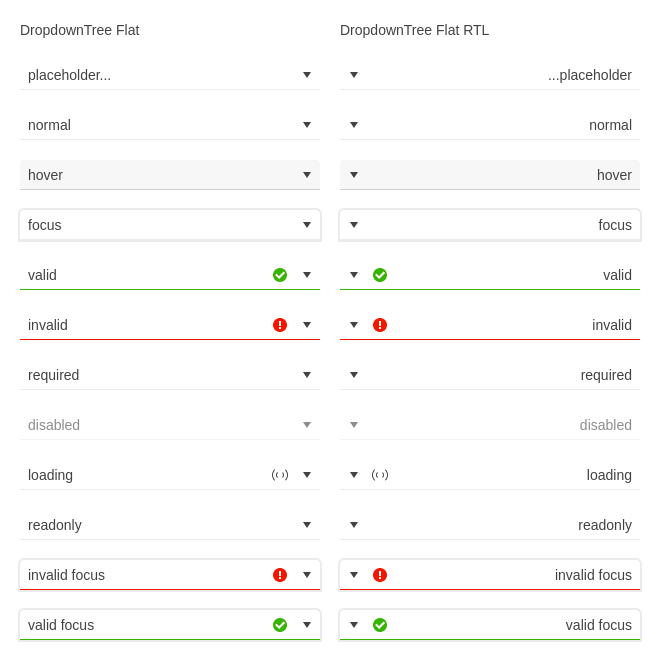 DropdownTree Flat
DropdownTree Flat RTL
placeholder...
...placeholder
normal
normal
hover
hover
focus
focus
valid
valid
invalid
invalid
required
required
disabled
disabled
loading
loading
readonly
readonly
invalid focus
invalid focus
valid focus
valid focus